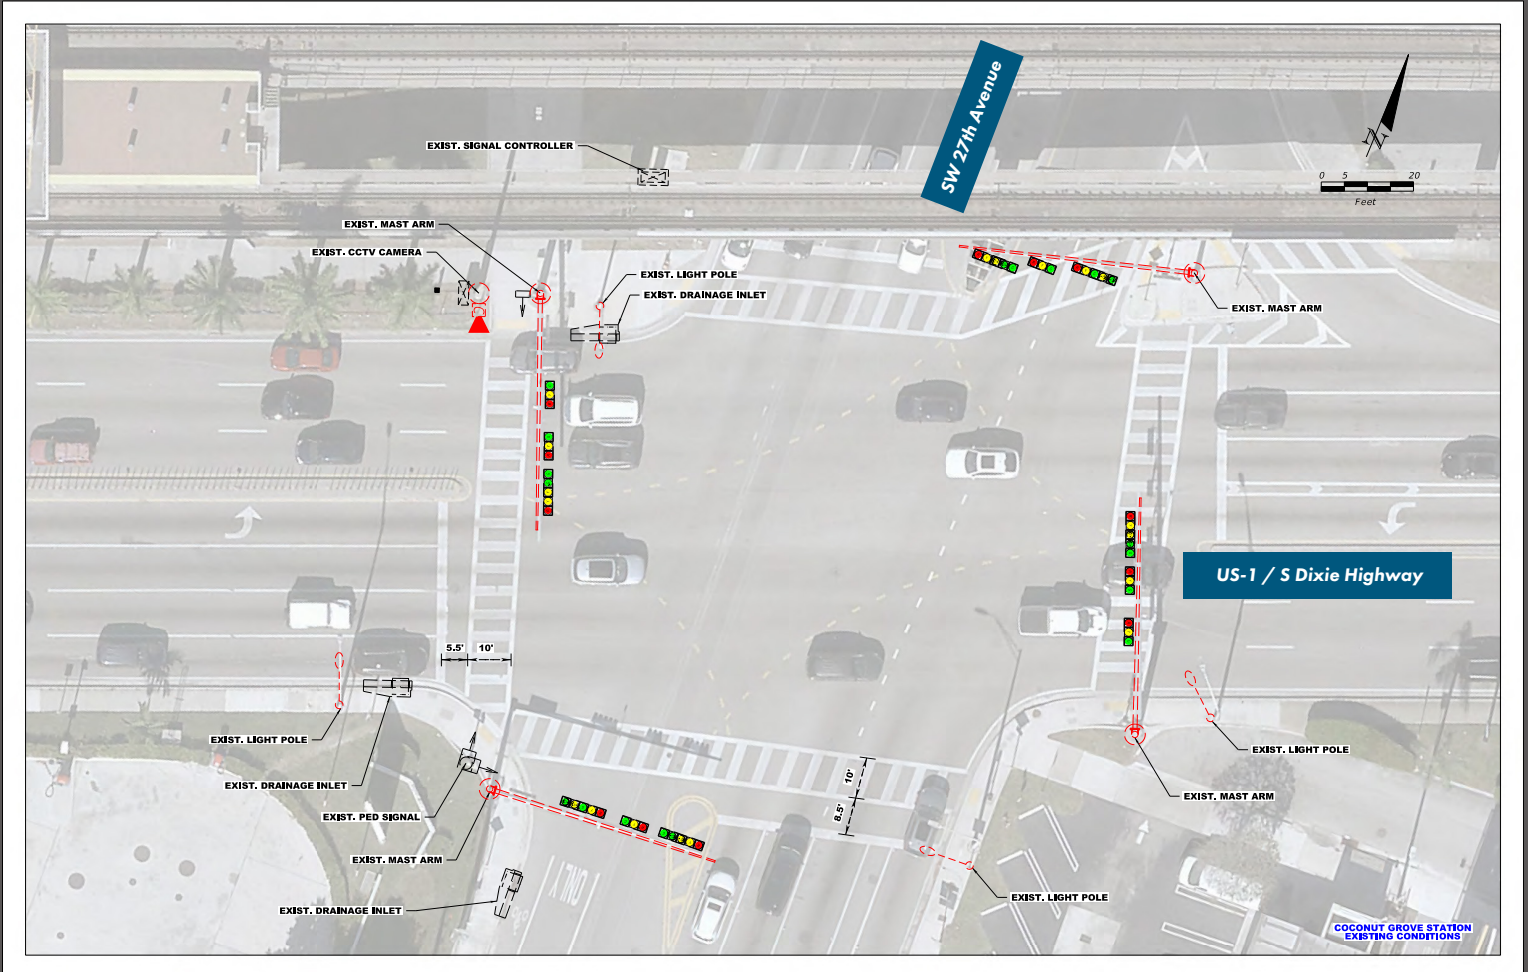 SW 27th Avenue
EXIST. SIGNAL CONTROLLER
N
0 5 20
Feet
EXIST. MAST ARM
EXIST. CCTV CAMERA
EXIST. LIGHT POLE
EXIST. DRAINAGE INLET
EXIST. MAST ARM
US-1 / S Dixie Highway
5.5' 10'
EXIST. LIGHT POLE
EXIST. DRAINAGE INLET
EXIST. PED SIGNAL
EXIST. MAST ARM
EXIST. DRAINAGE INLET
ONLY
10'
8.5'
EXIST. LIGHT POLE
EXIST. MAST ARM
EXIST. LIGHT POLE
COCONUT GROVE STATION
EXISTING CONDITIONS